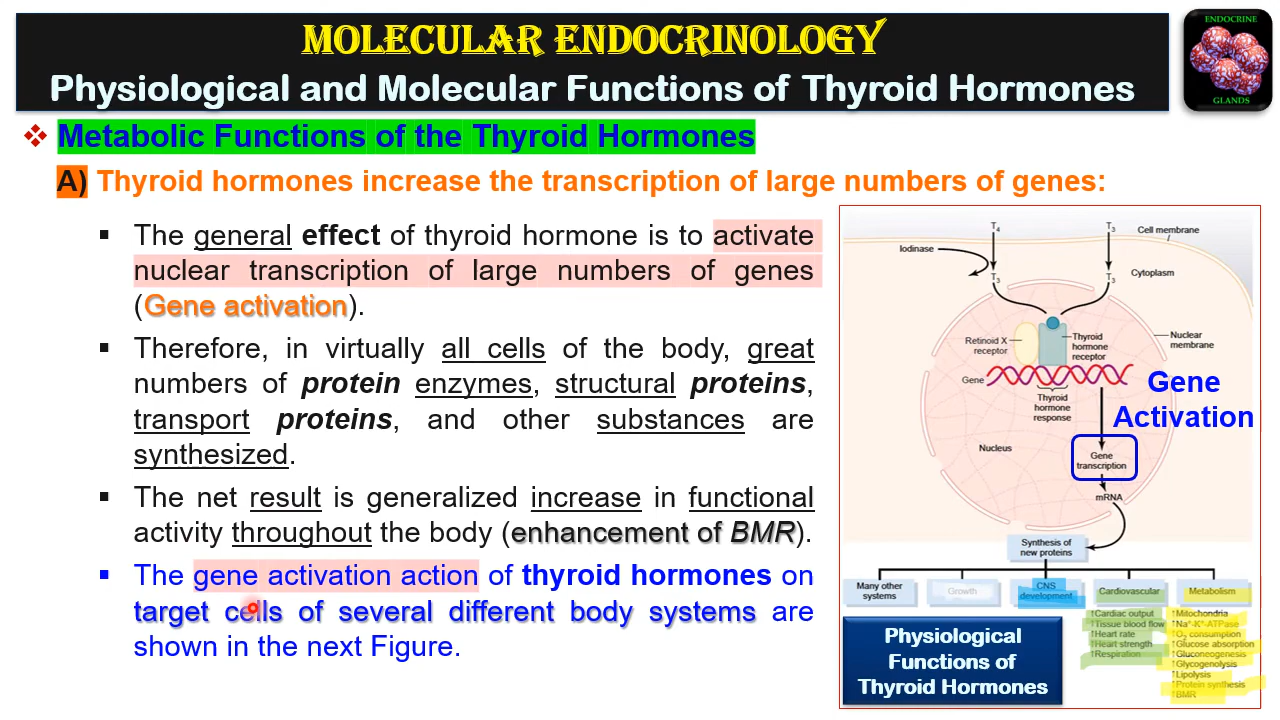 MOLECULAR ENDOCRINOLOGY
Physiological and Molecular Functions of Thyroid Hormones
ENDOCRINE
GLANDS
❖ Metabolic Functions of the Thyroid Hormones
A) Thyroid hormones increase the transcription of large numbers of genes:
▪ The general effect of thyroid hormone is to activate
nuclear transcription of large numbers of genes
(Gene activation).
▪ Therefore, in virtually all cells of the body, great
numbers of protein enzymes, structural proteins,
transport proteins, and other substances are
synthesized.
▪ The net result is generalized increase in functional
activity throughout the body (enhancement of BMR).
▪ The gene activation action of thyroid hormones on
target cells of several different body systems are
shown in the next Figure.
T4
T3
Cell membrane
Iodinase
Cytoplasm
T3
T3
Retinoid X
receptor
Thyroid
hormone
receptor
Nuclear
membrane
Gene
Thyroid
hormone
response
Gene
Activation
Nucleus
Gene
transcription
mRNA
Synthesis of
new proteins
Many other
systems
Growth
CNS
development
Cardiovascular
Metabolism
↑Cardiac output
↑Tissue blood flow
↑Heart rate
↑Heart strength
↑Respiration
↑Mitochondria
↑Na+-K+-ATPase
↑O2 consumption
↑Glucose absorption
↑Gluconeogenesis
↑Glycogenolysis
↑Lipolysis
↑Protein synthesis
↑BMR
Physiological
Functions of
Thyroid Hormones